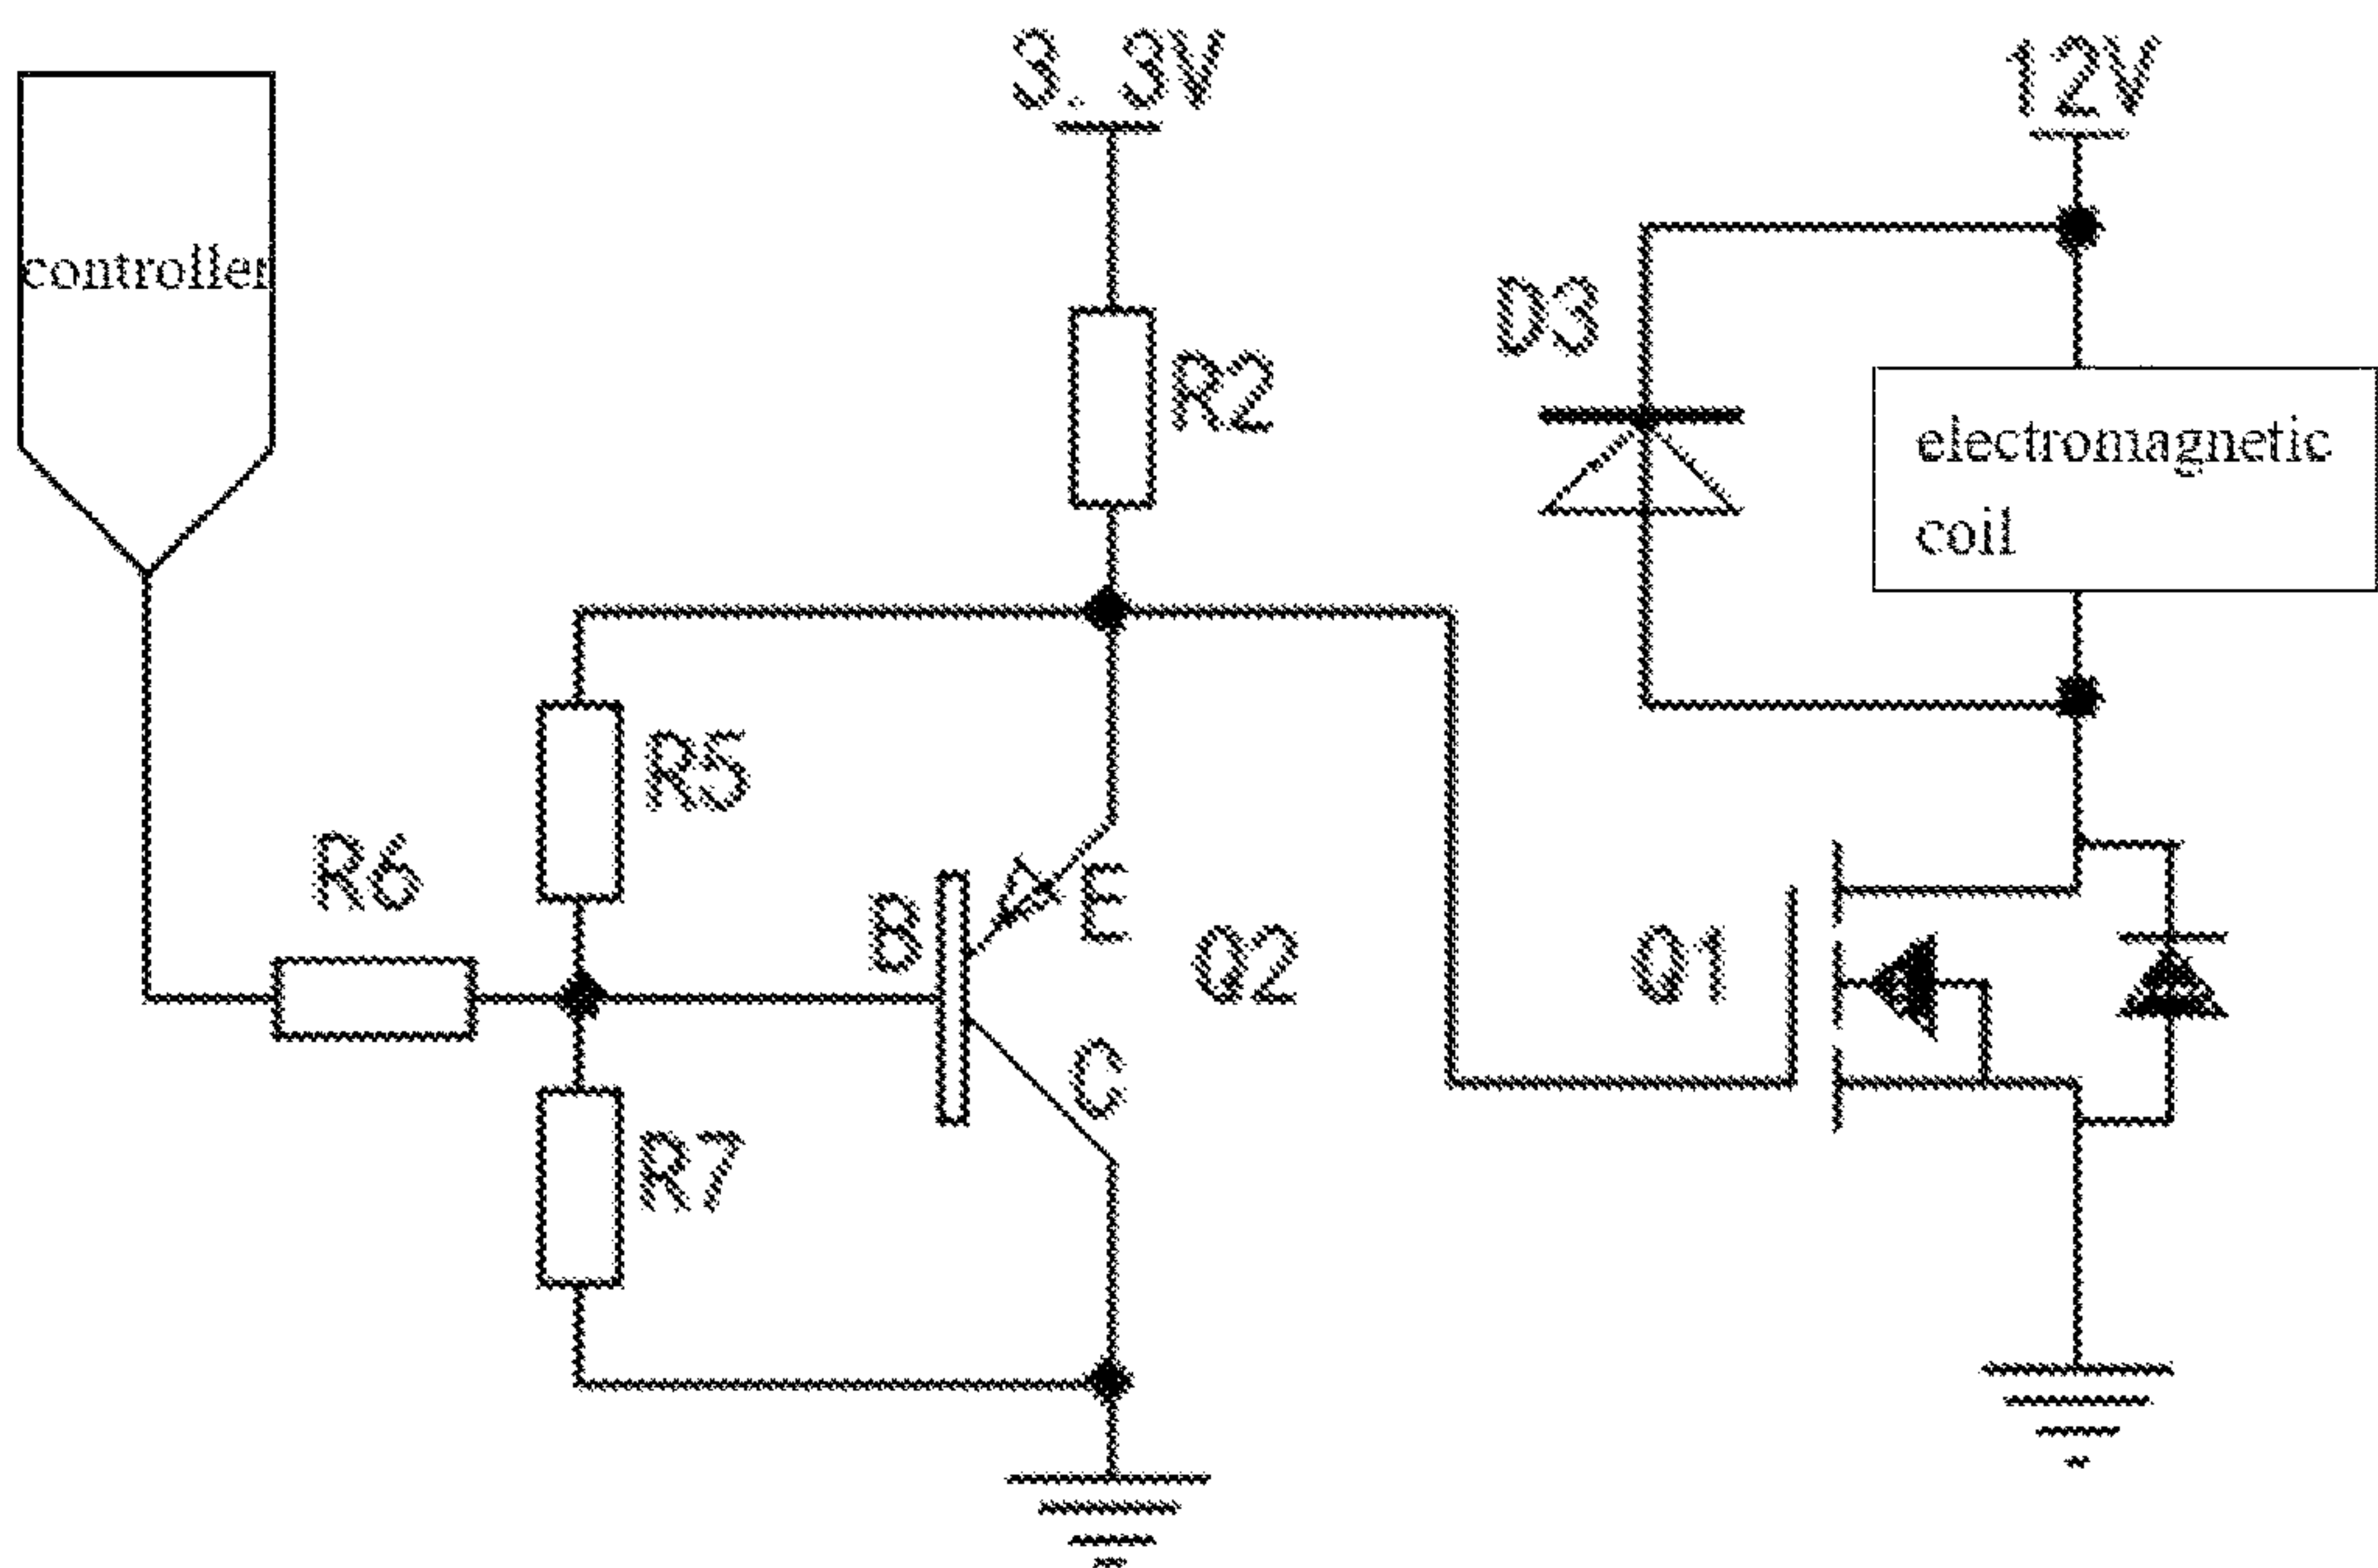 3.3V
12V
controller
D3
R2
electromagnetic
coil
R5
R6
B
E
Q2
Q1
C
R7